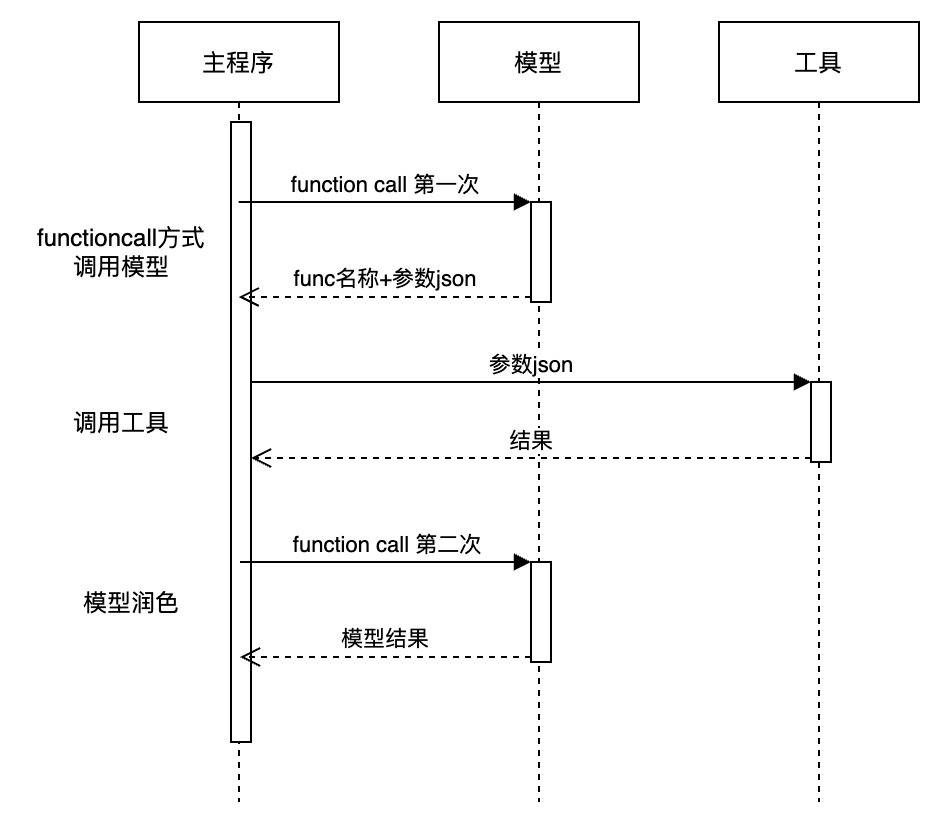 主程序
模型
工具
function call 第一次
functioncall方式
调用模型
func名称+参数json
参数json
调用工具
结果
function call 第二次
模型润色
模型结果